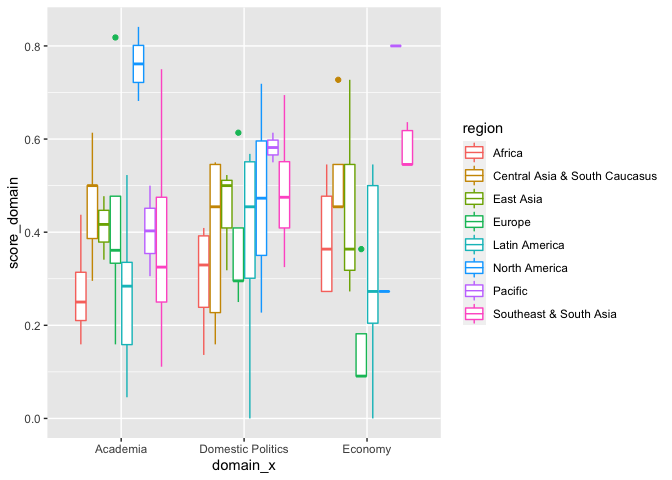 score_domain
0.8
0.6
0.4
0.2
0.0
Academia
Domestic Politics
Economy
domain_x
region
Africa
Central Asia & South Caucasus
East Asia
Europe
Latin America
North America
Pacific
Southeast & South Asia